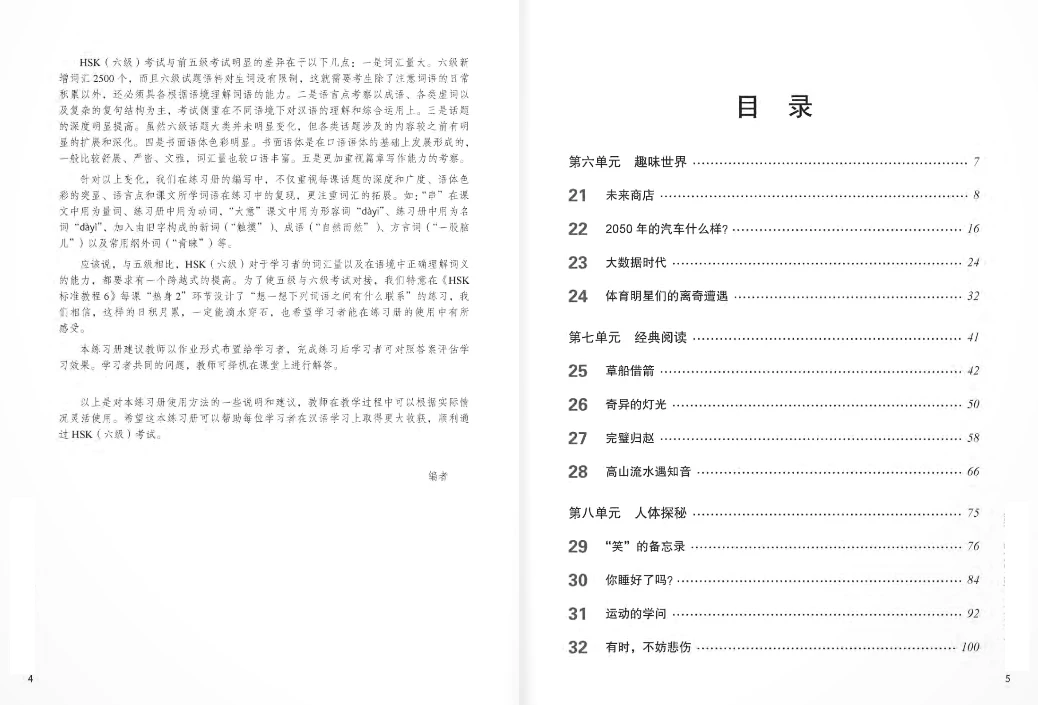 HSK（六级）考试与前五级考试明显的差异在于以下几点：一是词汇量大。六级新
增词汇2500个，而且六级试题语料对生词没有限制，这就需要考生除了注意词语的日常
积累以外，还必须具备根据语境理解词语的能力。二是语言点考察以成语、各类虚词以
及复杂的复句结构为主，考试侧重在不同语境下对汉语的理解和综合运用上。三是话题
的深度明显提高。虽然六级话题大类并未明显变化，但各类话题涉及的内容较之前有明
显的扩展和深化。四是书面语体色彩明显。书面语体是在口语语体的基础上发展形成的，
一般比较舒展、严密、文雅，词汇量也较口语丰富。五是更加重视篇章写作能力的考察。
针对以上变化，我们在练习册的编写中，不仅重视每课话题的深度和广度、语体色
彩的突显、语言点和课文所学词语在练习中的复现，更注重词汇的拓展。如：“串”在课
文中用为量词、练习册中用为动词，“大意”课文中用为形容词“dàyi”、练习册中用为名
词“dàyì”，加入由旧字构成的新词（“触摸”）、成语（“自然而然”）、方言词（“一股脑
儿”）以及常用纲外词（“青睐”）等。
应该说，与五级相比，HSK（六级）对于学习者的词汇量以及在语境中正确理解词义
的能力，都要求有一个跨越式的提高。为了使五级与六级考试对接，我们特意在《HSK
标准教程6》每课“热身2”环节设计了“想一想下列词语之间有什么联系”的练习，我
们相信，这样的日积月累，一定能滴水穿石，也希望学习者能在练习册的使用中有所
感受。
本练习册建议教师以作业形式布置给学习者，完成练习后学习者可对照答案评估学
习效果。学习者共同的问题，教师可择机在课堂上进行解答。
以上是对本练习册使用方法的一些说明和建议，教师在教学过程中可以根据实际情
况灵活使用。希望这本练习册可以帮助每位学习者在汉语学习上取得更大收获，顺利通
过HSK（六级）考试。
编者
4
目 录
第六单元 趣味世界 7
21 未来商店 8
22 2050年的汽车什么样? 16
23 大数据时代 24
24 体育明星们的离奇遭遇 32
第七单元 经典阅读 41
25 草船借箭 42
26 奇异的灯光 50
27 完璧归赵 58
28 高山流水遇知音 66
第八单元 人体探秘 75
29 “笑”的备忘录 76
30 你睡好了吗? 84
31 运动的学问 92
32 有时，不妨悲伤 100
5